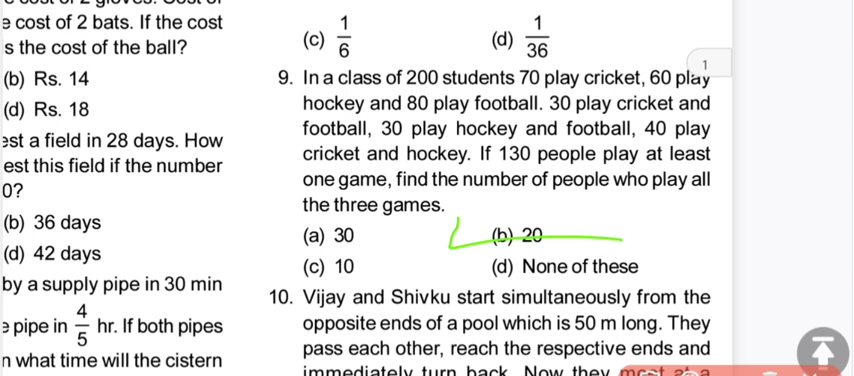 e cost of 2 bats. If the cost
s the cost of the ball?
(b) Rs. 14
(d) Rs. 18
est a field in 28 days. How
est this field if the number
0?
(b) 36 days
(d) 42 days
by a supply pipe in 30 min
e pipe in 4/5 hr. If both pipes
n what time will the cistern
(c) 1/6 (d) 1/36
1
9. In a class of 200 students 70 play cricket, 60 play
hockey and 80 play football. 30 play cricket and
football, 30 play hockey and football, 40 play
cricket and hockey. If 130 people play at least
one game, find the number of people who play all
the three games.
(a) 30 (b) 20
(c) 10 (d) None of these
10. Vijay and Shivku start simultaneously from the
opposite ends of a pool which is 50 m long. They
pass each other, reach the respective ends and
immediately turn back. Now they